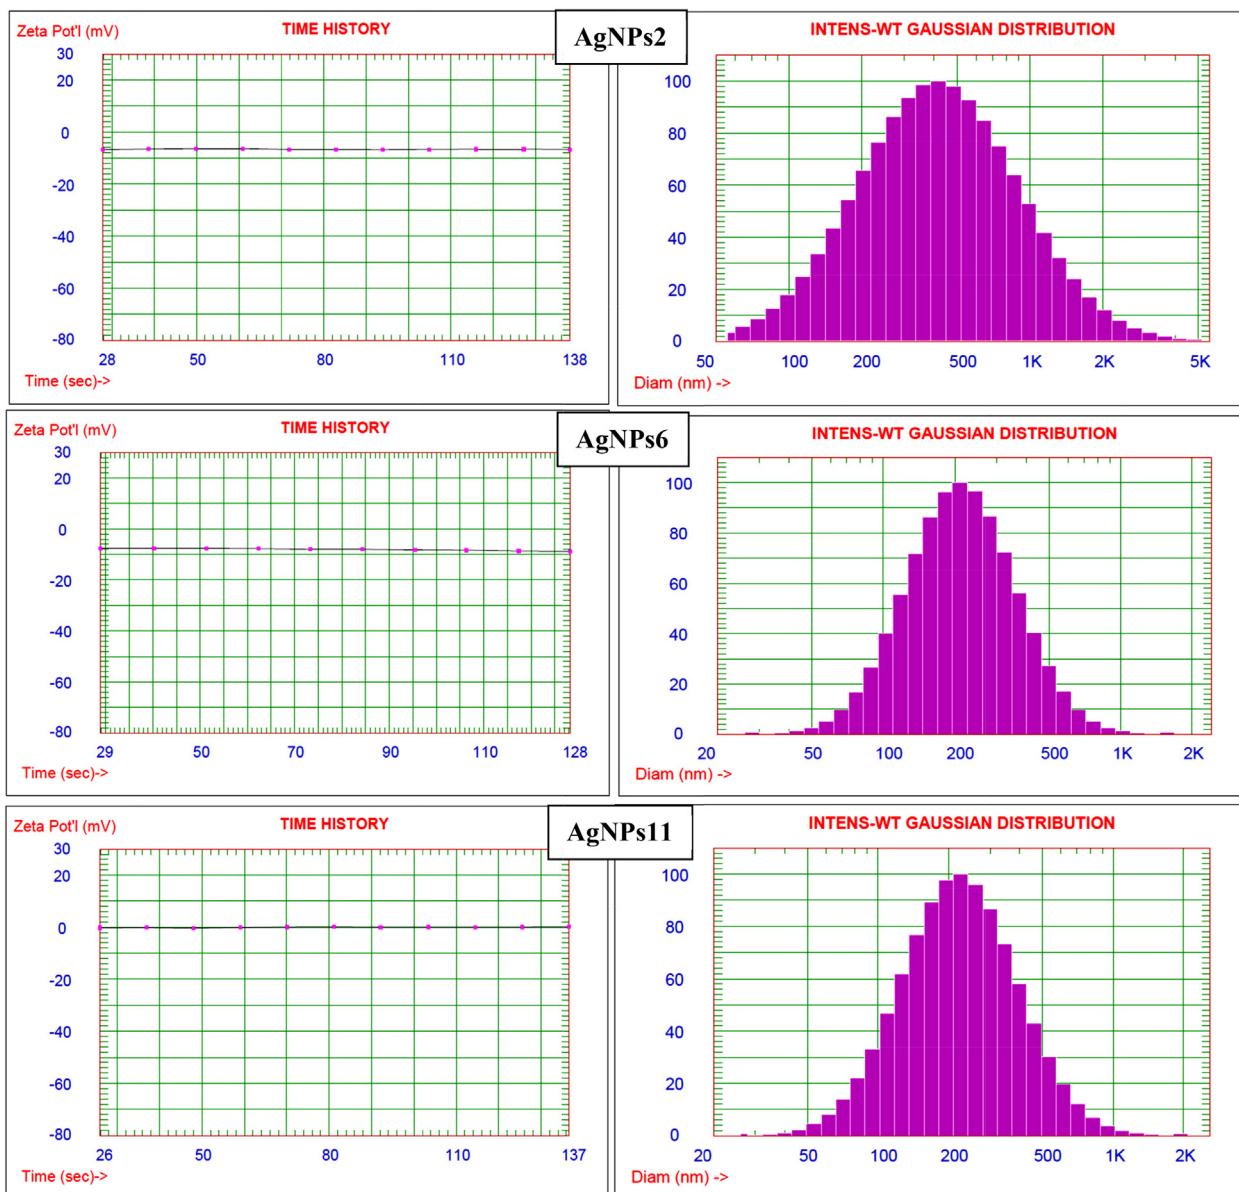 Zeta Pot'l (mV)
TIME HISTORY
AgNPs2
INTENS-WT GAUSSIAN DISTRIBUTION
30
20
0
-20
-40
-60
-80
28 50 80 110 138
Time (sec)->
100
80
60
40
20
0
50 100 200 500 1K 2K 5K
Diam (nm) ->
Zeta Pot'l (mV)
TIME HISTORY
AgNPs6
INTENS-WT GAUSSIAN DISTRIBUTION
30
20
0
-20
-40
-60
-80
29 50 70 90 110 128
Time (sec)->
100
80
60
40
20
0
20 50 100 200 500 1K 2K
Diam (nm) ->
Zeta Pot'l (mV)
TIME HISTORY
AgNPs11
INTENS-WT GAUSSIAN DISTRIBUTION
30
20
0
-20
-40
-60
-80
26 50 80 110 137
Time (sec)->
100
80
60
40
20
0
20 50 100 200 500 1K 2K
Diam (nm) ->